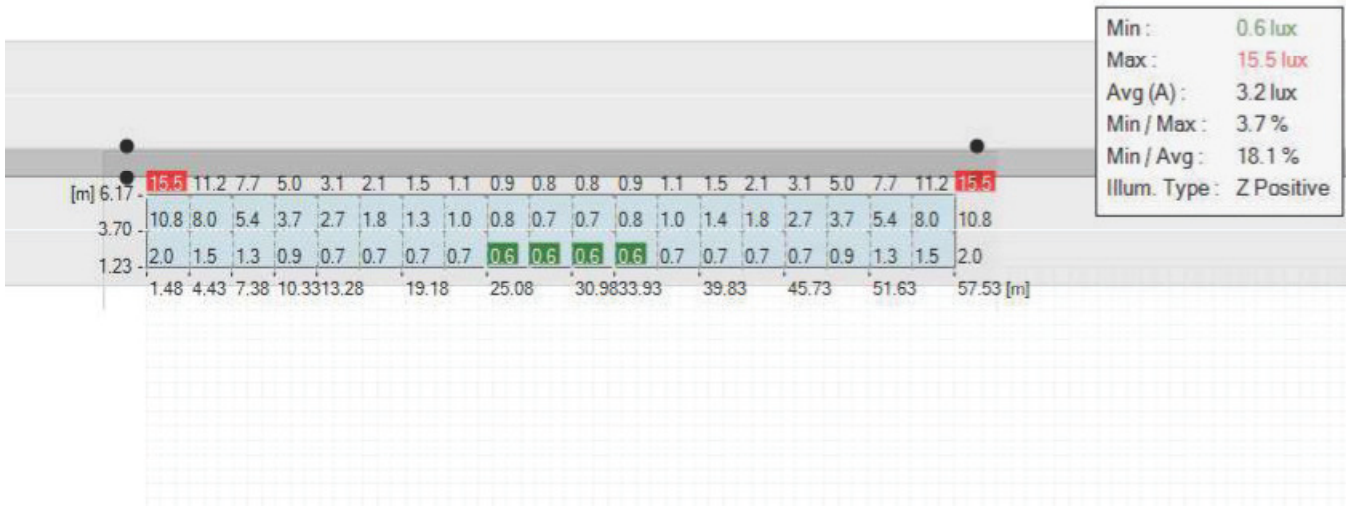 Min : 0.6 lux
Max : 15.5 lux
Avg (A) : 3.2 lux
Min / Max : 3.7 %
Min / Avg : 18.1 %
Illum. Type : Z Positive
[m] 6.17 15.5 11.2 7.7 5.0 3.1 2.1 1.5 1.1 0.9 0.8 0.8 0.9 1.1 1.5 2.1 3.1 5.0 7.7 11.2 15.5
3.70 10.8 8.0 5.4 3.7 2.7 1.8 1.3 1.0 0.8 0.7 0.7 0.8 1.0 1.4 1.8 2.7 3.7 5.4 8.0 10.8
1.23 2.0 1.5 1.3 0.9 0.7 0.7 0.7 0.7 0.6 0.6 0.6 0.6 0.7 0.7 0.7 0.7 0.9 1.3 1.5 2.0
1.48 4.43 7.38 10.33 13.28 19.18 25.08 30.98 33.93 39.83 45.73 51.63 57.53 [m]